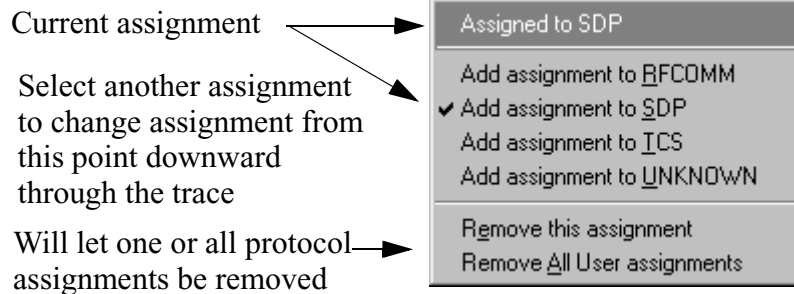 Current assignment
Select another assignment
to change assignment from
this point downward
through the trace
Will let one or all protocol
assignments be removed
Assigned to SDP
Add assignment to RFCOMM
Add assignment to SDP
Add assignment to TCS
Add assignment to UNKNOWN
Remove this assignment
Remove All User assignments